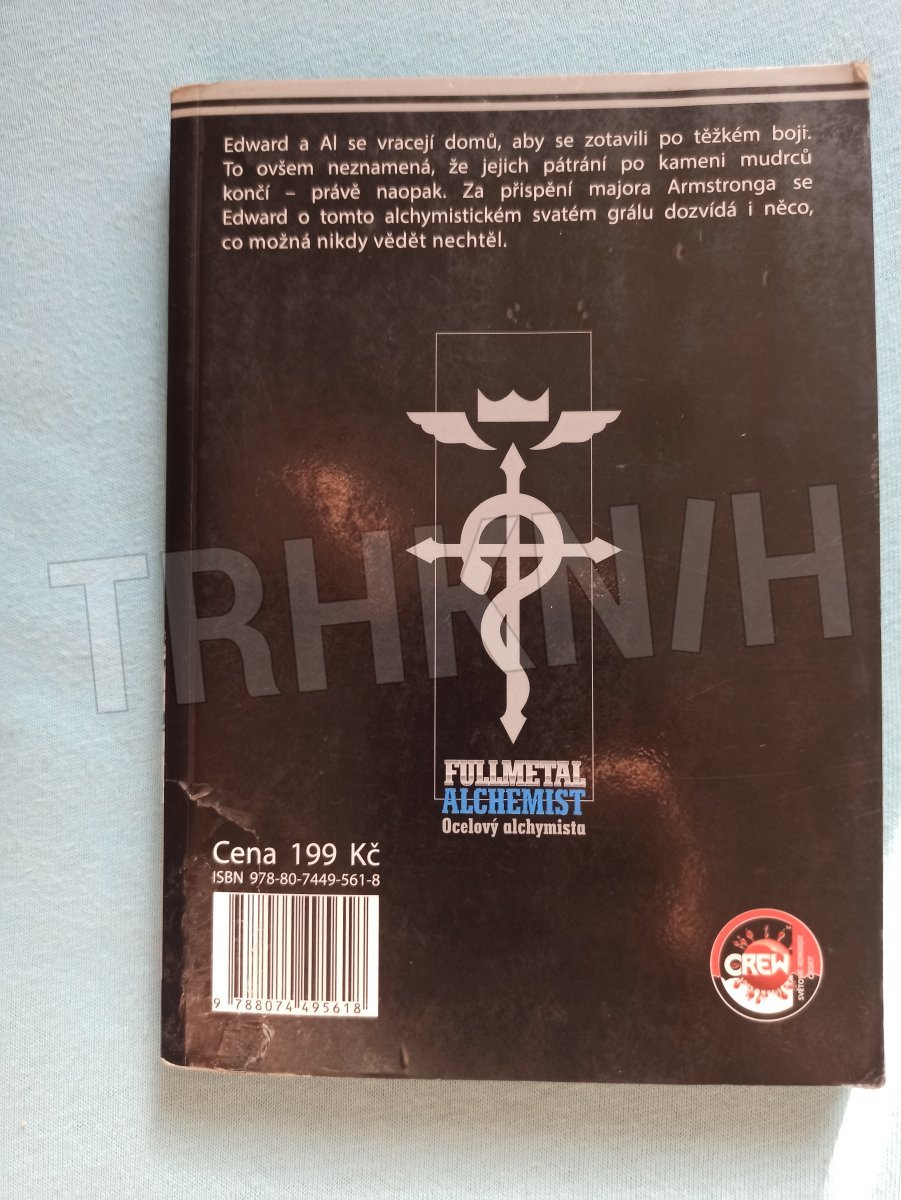 Edward a Al se vracejí domů, aby se zotavili po těžkém boji.
To ovšem neznamená, že jejich pátrání po kameni mudrců
končí – právě naopak. Za přispění majora Armstronga se
Edward o tomto alchymistickém svatém grálu dozvídá i něco,
co možná nikdy vědět nechtěl.
TRHKNIH
FULLMETAL
ALCHEMIST
Ocelový alchymista
Cena 199 Kč
ISBN 978-80-7449-561-8
9 788074 495618
CREW
SVĚTOVÉ KOMIKSY
ČESKY